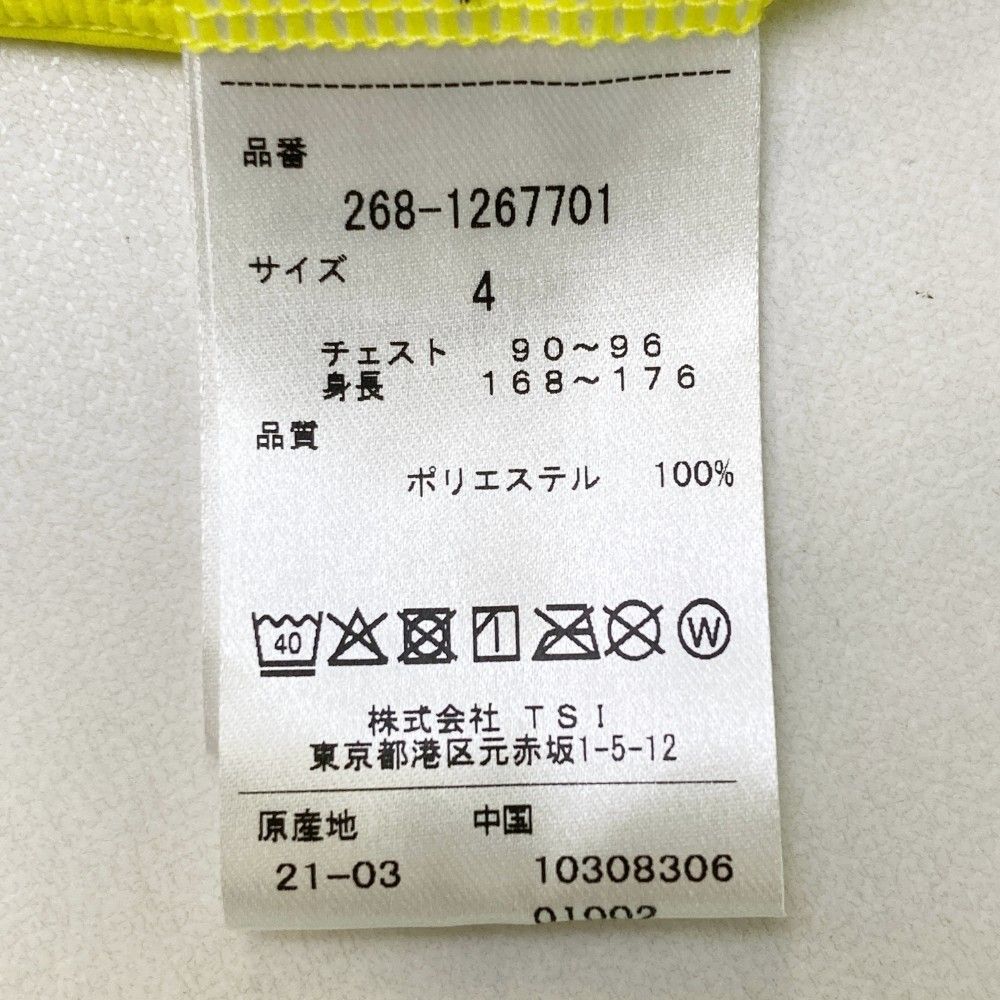 品番
268-1267701
サイズ
4
チェスト 90～96
身長 168～176
品質
ポリエステル 100%
40
W
株式会社 TSI
東京都港区元赤坂1-5-12
原産地 中国
21-03 10308306
01002